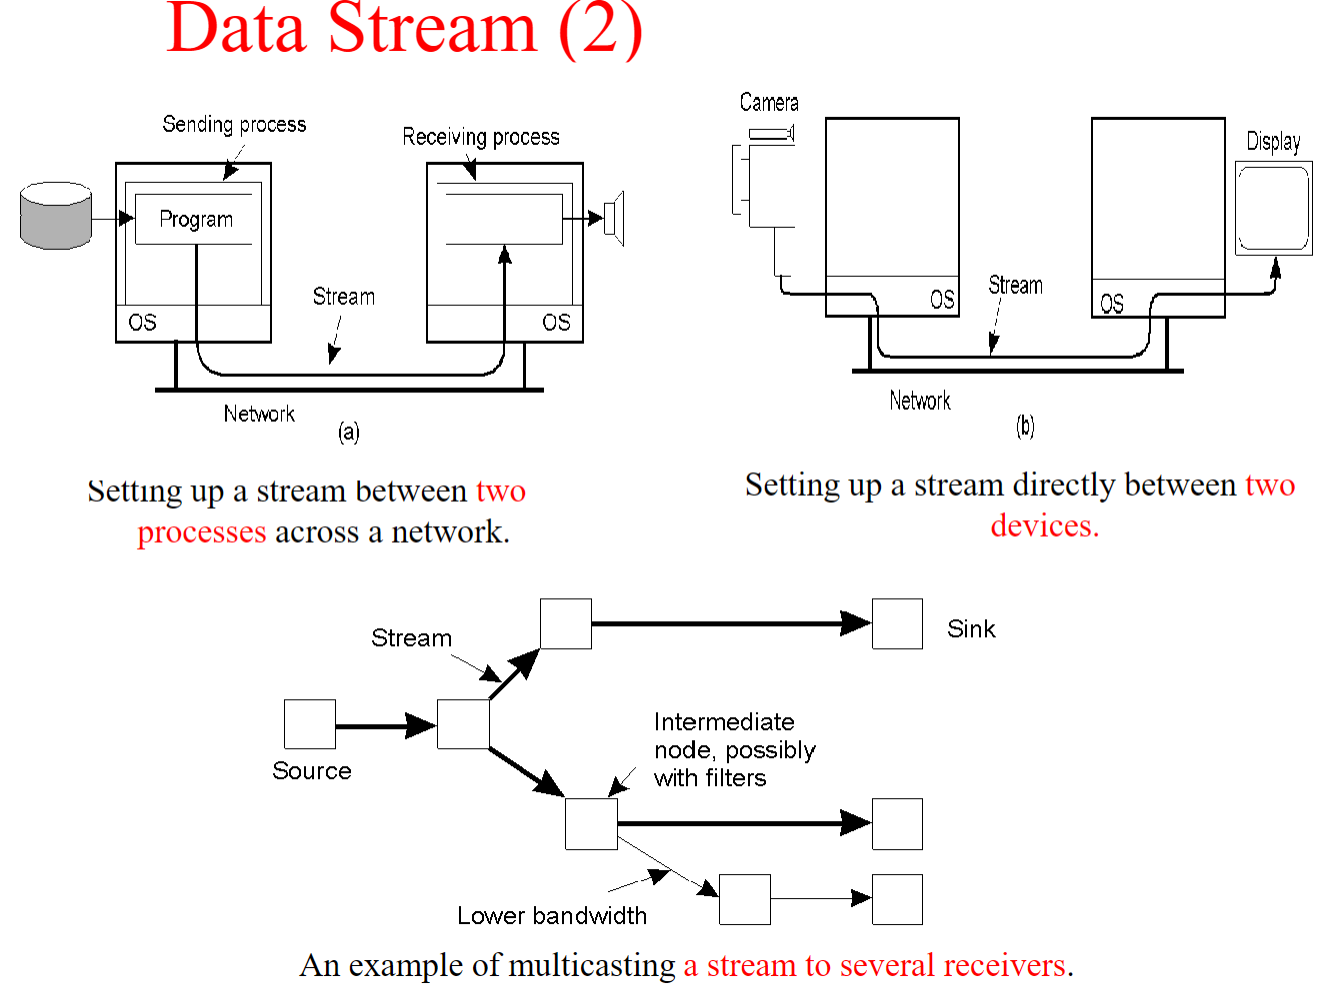 Data Stream (2)
Sending process
Receiving process
Program
Stream
OS
OS
Network
(a)
Setting up a stream between two
processes across a network.
Camera
Display
OS
Stream
OS
Network
(b)
Setting up a stream directly between two
devices.
Stream
Sink
Source
Intermediate
node, possibly
with filters
Lower bandwidth
An example of multicasting a stream to several receivers.